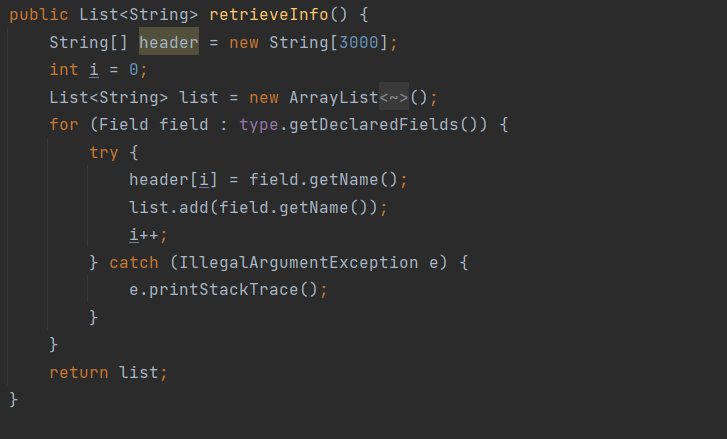 public List<String> retrieveInfo() {
    String[] header = new String[3000];
    int i = 0;
    List<String> list = new ArrayList<~>();
    for (Field field : type.getDeclaredFields()) {
        try {
            header[i] = field.getName();
            list.add(field.getName());
            i++;
        } catch (IllegalArgumentException e) {
            e.printStackTrace();
        }
    }
    return list;
}